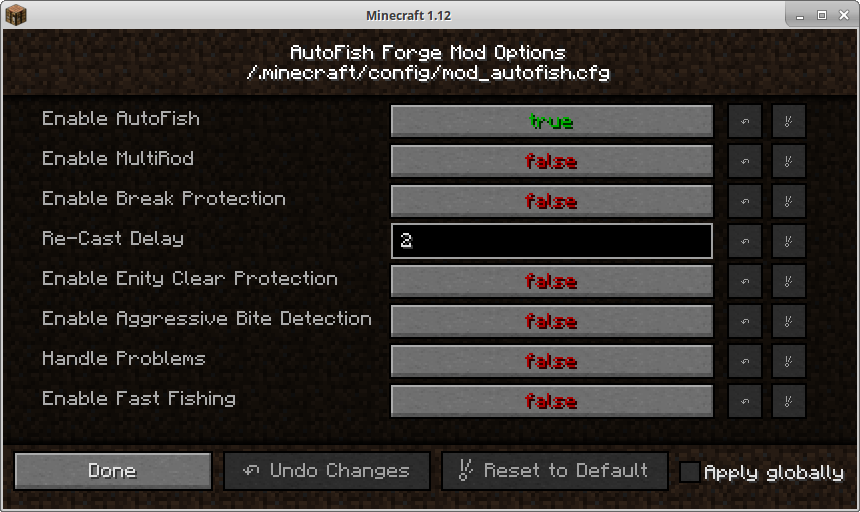 Minecraft 1.12
AutoFish Forge Mod Options
/.minecraft/config/mod_autofish.cfg
Enable AutoFish true
Enable MultiRod false
Enable Break Protection false
Re-Cast Delay 2
Enable Enity Clear Protection false
Enable Aggressive Bite Detection false
Handle Problems false
Enable Fast Fishing false
Done Undo Changes Reset to Default Apply globally